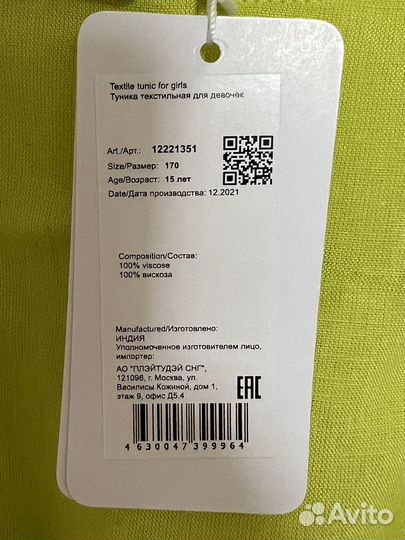 Textile tunic for girls
Туника текстильная для девочек
Art./Арт.: 12221351
Size/Размер: 170
Age/Возраст: 15 лет
Date/Дата производства: 12.2021
Composition/Состав:
100% viscose
100% вискоза
Manufactured/Изготовлено:
ИНДИЯ
Уполномоченное изготовителем лицо,
импортер:
АО "ПЛЭЙТУДЭЙ СНГ",
121096, г. Москва, ул.
Василисы Кожиной, дом 1,
этаж 9, офис Д5.4
EAC
4630047399964
Avito